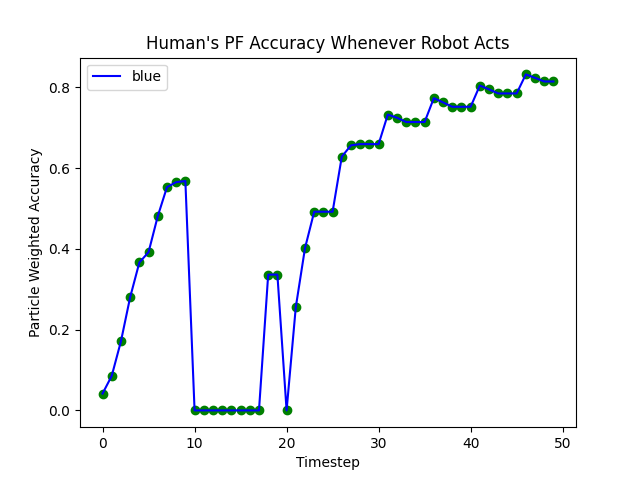 Human's PF Accuracy Whenever Robot Acts
blue
Particle Weighted Accuracy
0.8
0.6
0.4
0.2
0.0
0 10 20 30 40 50
Timestep